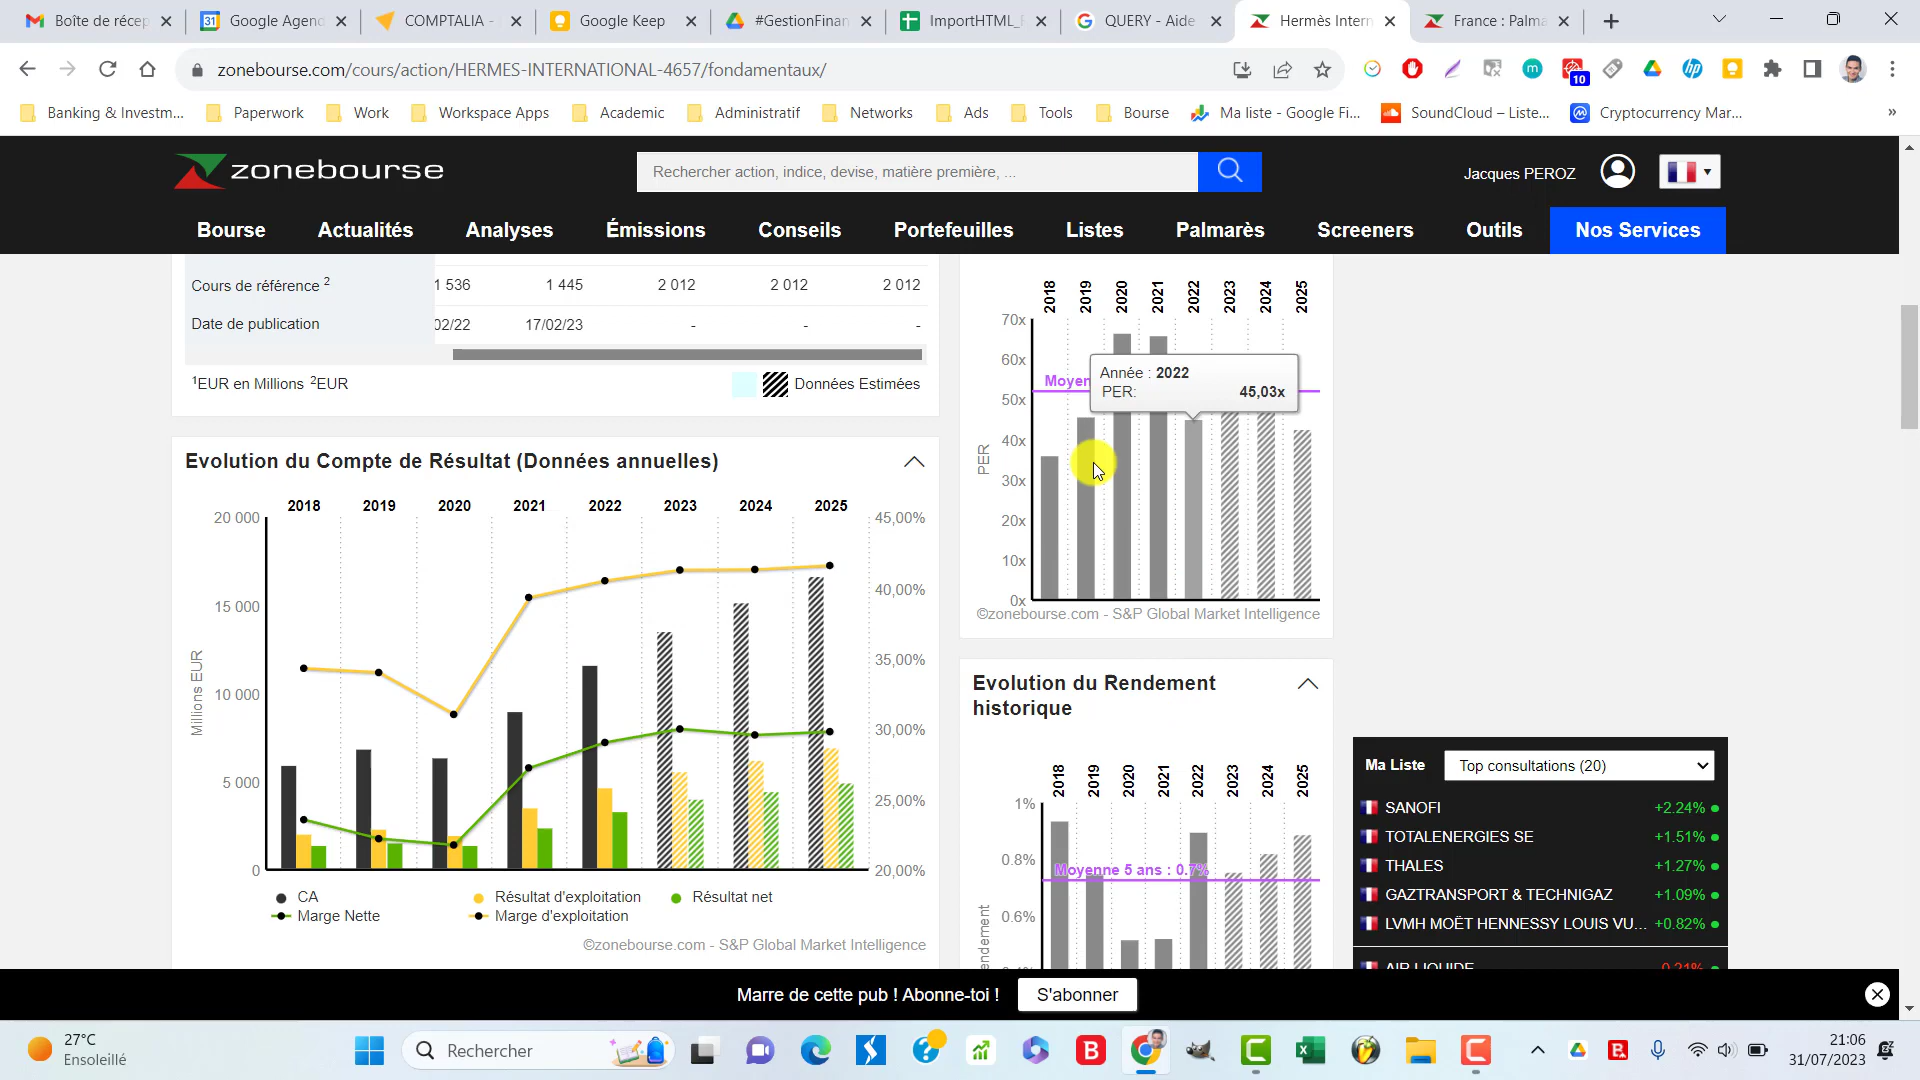 Boîte de récep
Google Agend
COMPTALIA -
Google Keep
#GestionFinan
ImportHTML_
QUERY - Aide
Hermès Intern
France : Palma
zonebourse.com/cours/action/HERMES-INTERNATIONAL-4657/fondamentaux/
10
Banking & Investm...
Paperwork
Work
Workspace Apps
Academic
Administratif
Networks
Ads
Tools
Bourse
Ma liste - Google Fi...
SoundCloud – Liste...
Cryptocurrency Mar...
»
zonebourse
Rechercher action, indice, devise, matière première, ...
Jacques PEROZ
Bourse
Actualités
Analyses
Émissions
Conseils
Portefeuilles
Listes
Palmarès
Screeners
Outils
Nos Services
Cours de référence 2
1 536
1 445
2 012
2 012
2 012
Date de publication
02/22
17/02/23
-
-
-
1EUR en Millions 2EUR
Données Estimées
Evolution du Compte de Résultat (Données annuelles)
2018 2019 2020 2021 2022 2023 2024 2025
20 000
15 000
10 000
5 000
0
Millions EUR
45,00%
40,00%
35,00%
30,00%
25,00%
20,00%
CA
Résultat d'exploitation
Résultat net
Marge Nette
Marge d'exploitation
©zonebourse.com - S&P Global Market Intelligence
2018 2019 2020 2021 2022 2023 2024 2025
70x
60x
50x
40x
30x
20x
10x
0x
PER
Moyen
Année : 2022
PER: 45,03x
©zonebourse.com - S&P Global Market Intelligence
Evolution du Rendement
historique
2018 2019 2020 2021 2022 2023 2024 2025
1%
0.8%
0.6%
Moyenne 5 ans : 0.7%
endement
Ma Liste
Top consultations (20)
SANOFI +2.24%
TOTALENERGIES SE +1.51%
THALES +1.27%
GAZTRANSPORT & TECHNIGAZ +1.09%
LVMH MOËT HENNESSY LOUIS VU... +0.82%
AIR LIQUIDE -0.21%
Marre de cette pub ! Abonne-toi !
S'abonner
27°C
Ensoleillé
Rechercher
21:06
31/07/2023